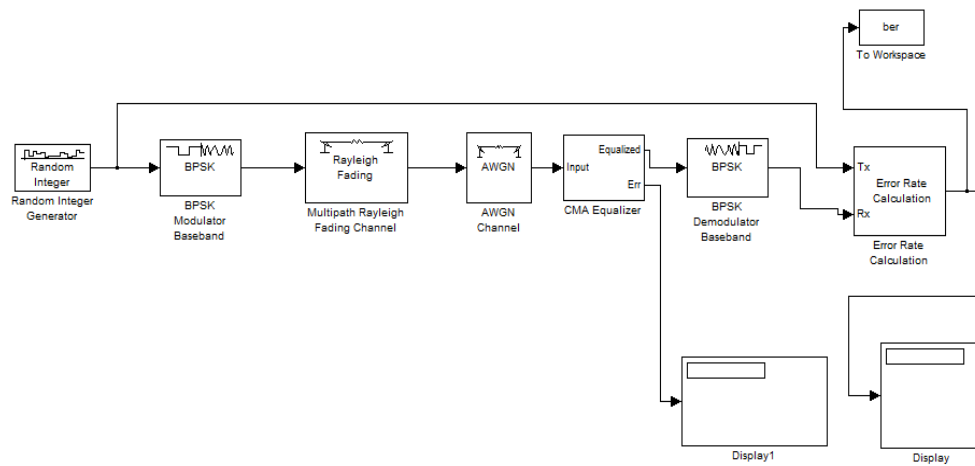 ber
To Workspace
Random
Integer
Random Integer
Generator
BPSK
BPSK
Modulator
Baseband
Rayleigh
Fading
Multipath Rayleigh
Fading Channel
AWGN
AWGN
Channel
Input
Equalized
Err
CMA Equalizer
BPSK
BPSK
Demodulator
Baseband
Tx
Rx
Error Rate
Calculation
Error Rate
Calculation
Display1
Display